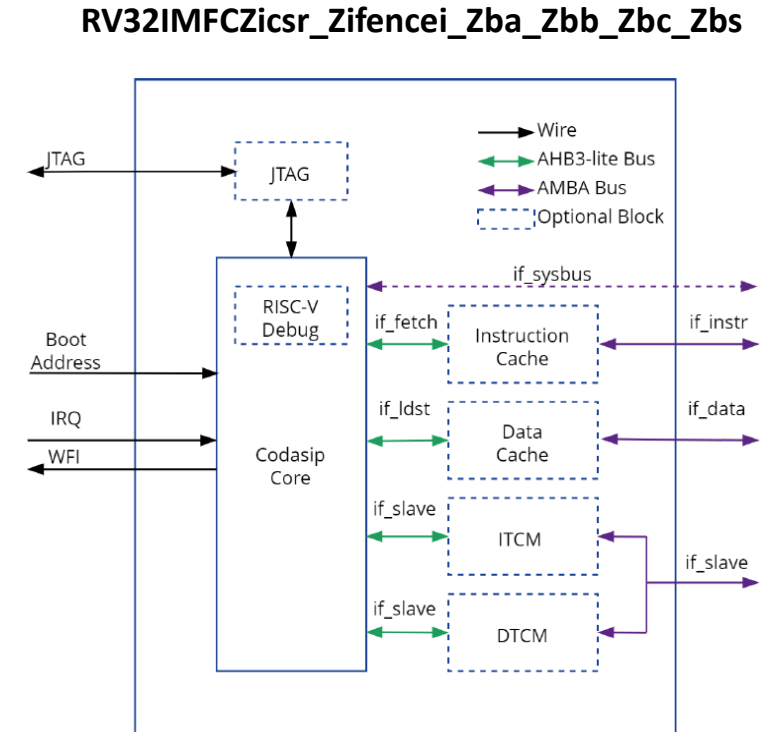 RV32IMFCZicsr_Zifencei_Zba_Zbb_Zbc_Zbs
JTAG
JTAG
Wire
AHB3-lite Bus
AMBA Bus
Optional Block
if_sysbus
RISC-V
Debug
if_fetch
Instruction
Cache
if_instr
Boot
Address
if_ldst
Data
Cache
if_data
IRQ
WFI
Codasip
Core
if_slave
ITCM
if_slave
if_slave
DTCM